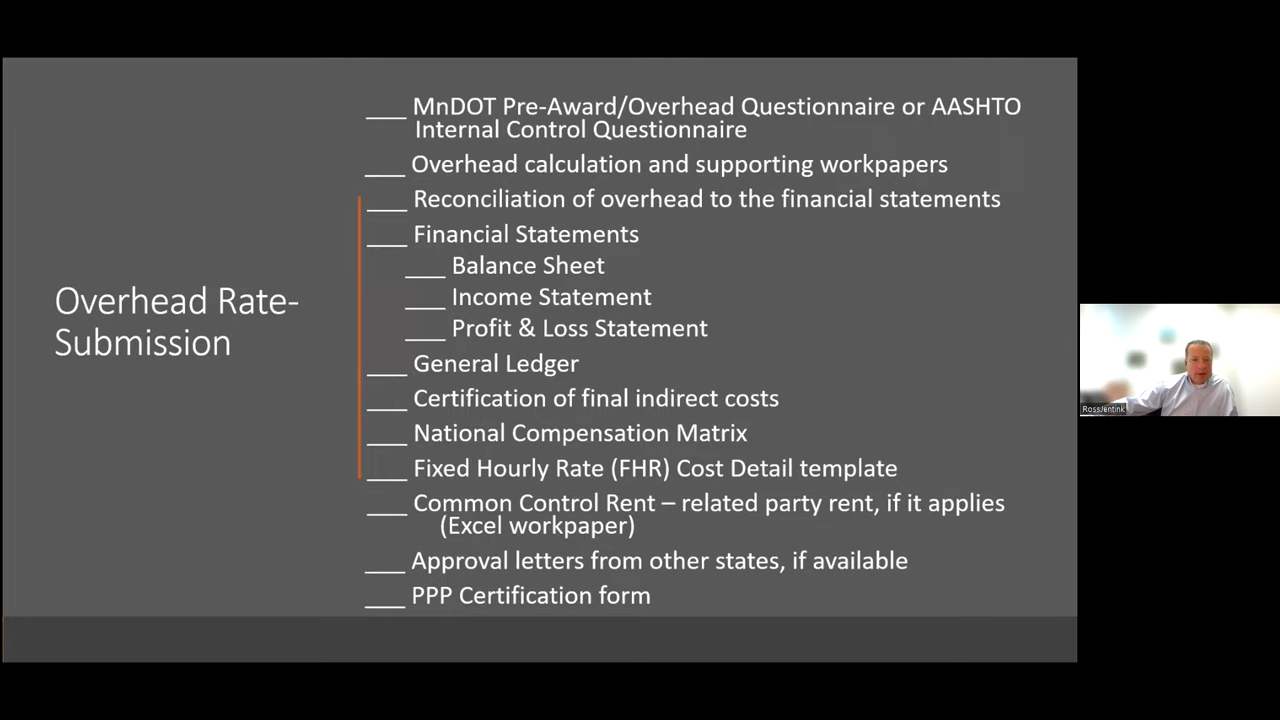 Overhead Rate-
Submission
___ MnDOT Pre-Award/Overhead Questionnaire or AASHTO
Internal Control Questionnaire
___ Overhead calculation and supporting workpapers
___ Reconciliation of overhead to the financial statements
___ Financial Statements
___ Balance Sheet
___ Income Statement
___ Profit & Loss Statement
___ General Ledger
___ Certification of final indirect costs
___ National Compensation Matrix
___ Fixed Hourly Rate (FHR) Cost Detail template
___ Common Control Rent – related party rent, if it applies
(Excel workpaper)
___ Approval letters from other states, if available
___ PPP Certification form
Ross Jentink